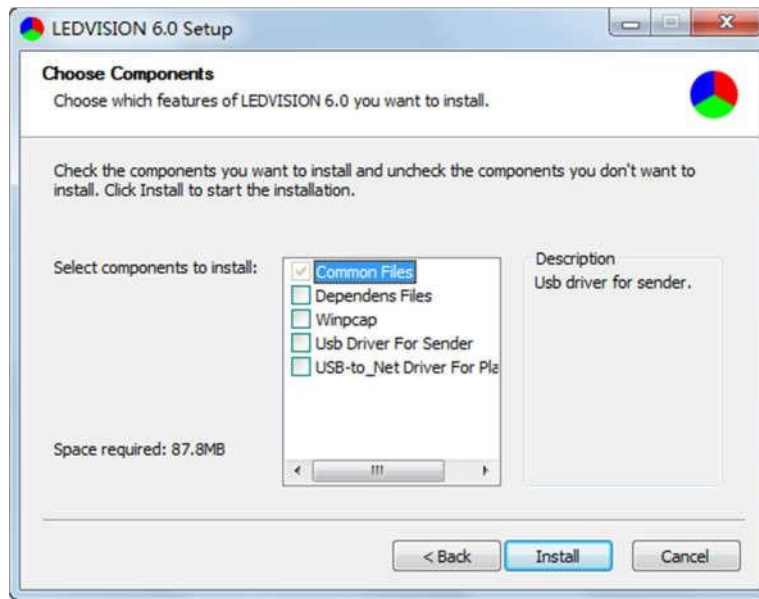 LEDVISION 6.0 Setup
Choose Components
Choose which features of LEDVISION 6.0 you want to install.
Check the components you want to install and uncheck the components you don't want to
install. Click Install to start the installation.
Select components to install:
Common Files
Dependens Files
Winpcap
Usb Driver For Sender
USB-to_Net Driver For Pla
Description
Usb driver for sender.
Space required: 87.8MB
< Back
Install
Cancel